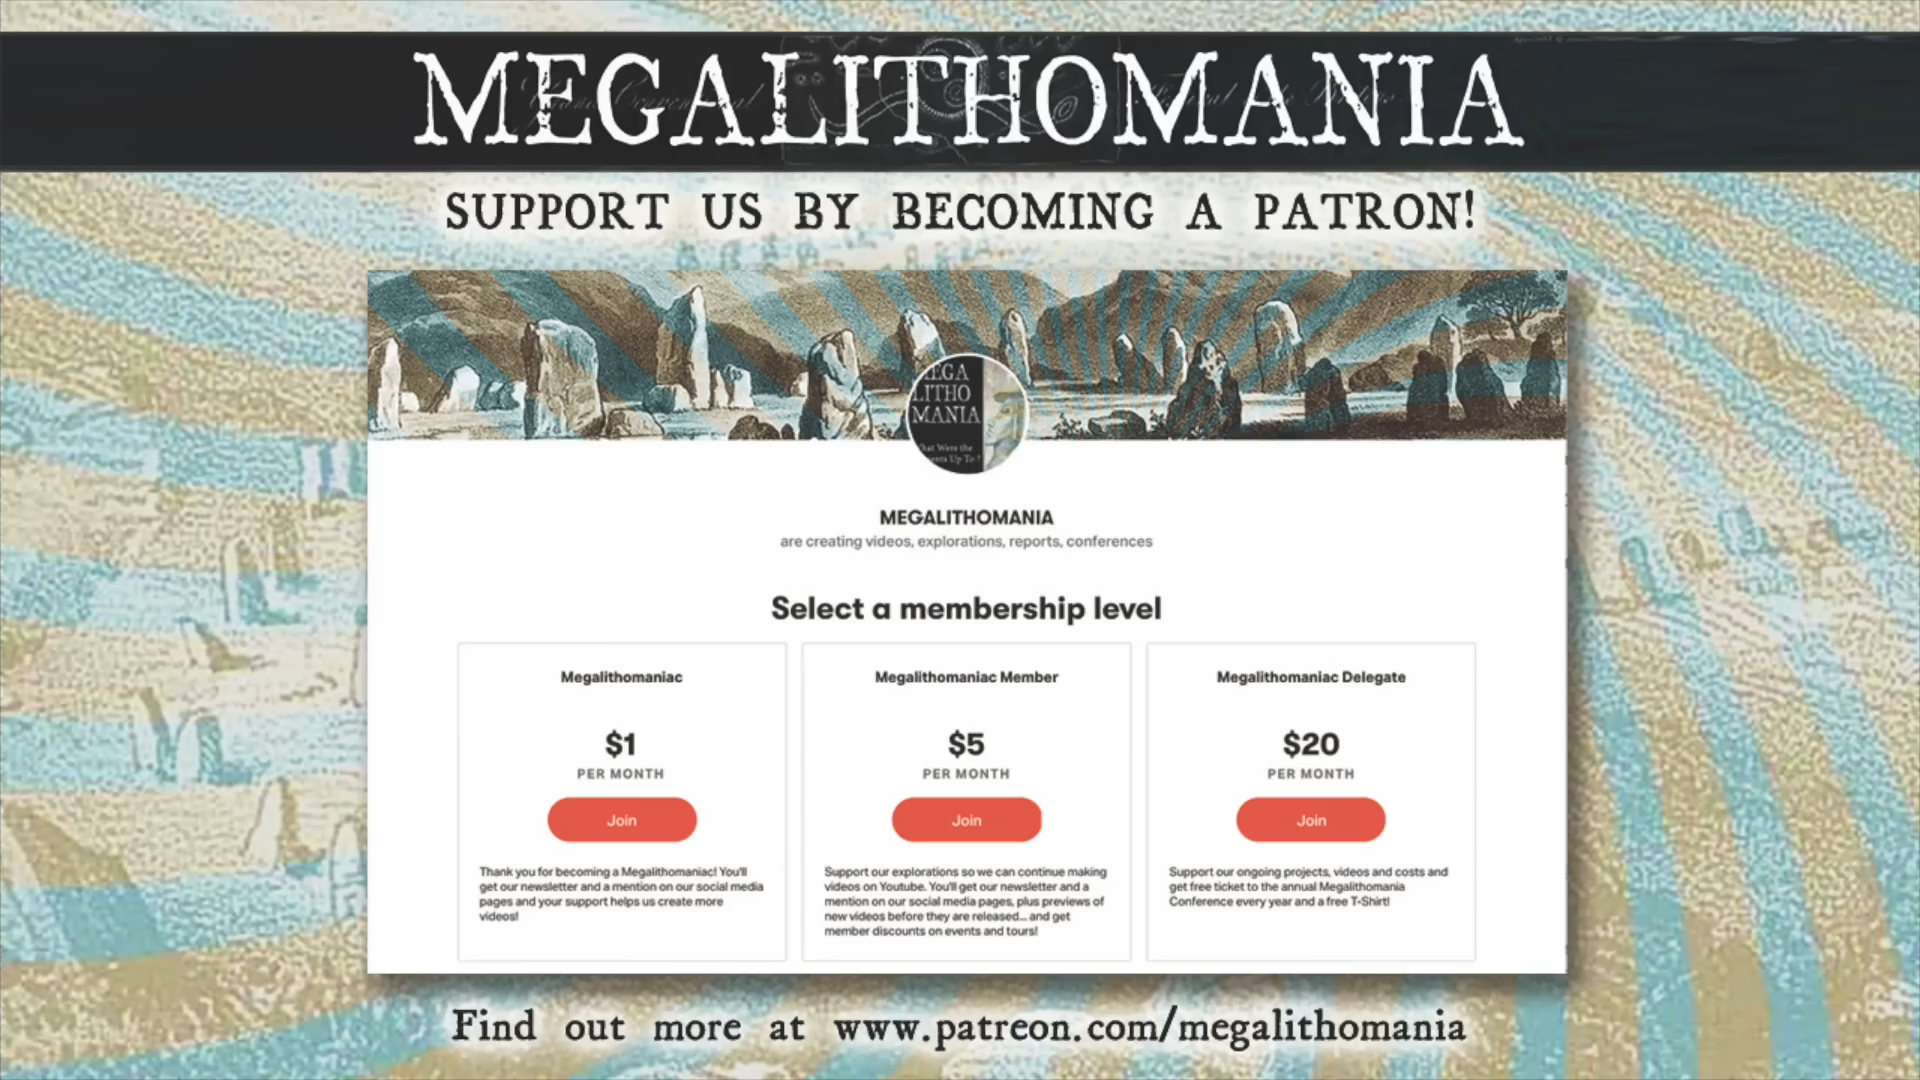 MEGALITHOMANIA
SUPPORT US BY BECOMING A PATRON!
MEGA
LITHO
MANIA
hat Were the
ients Up To ?
MEGALITHOMANIA
are creating videos, explorations, reports, conferences
Select a membership level
Megalithomaniac
$1
PER MONTH
Join
Thank you for becoming a Megalithomaniac! You'll
get our newsletter and a mention on our social media
pages and your support helps us create more
videos!
Megalithomaniac Member
$5
PER MONTH
Join
Support our explorations so we can continue making
videos on Youtube. You'll get our newsletter and a
mention on our social media pages, plus previews of
new videos before they are released... and get
member discounts on events and tours!
Megalithomaniac Delegate
$20
PER MONTH
Join
Support our ongoing projects, videos and costs and
get free ticket to the annual Megalithomania
Conference every year and a free T-Shirt!
Find out more at www.patreon.com/megalithomania